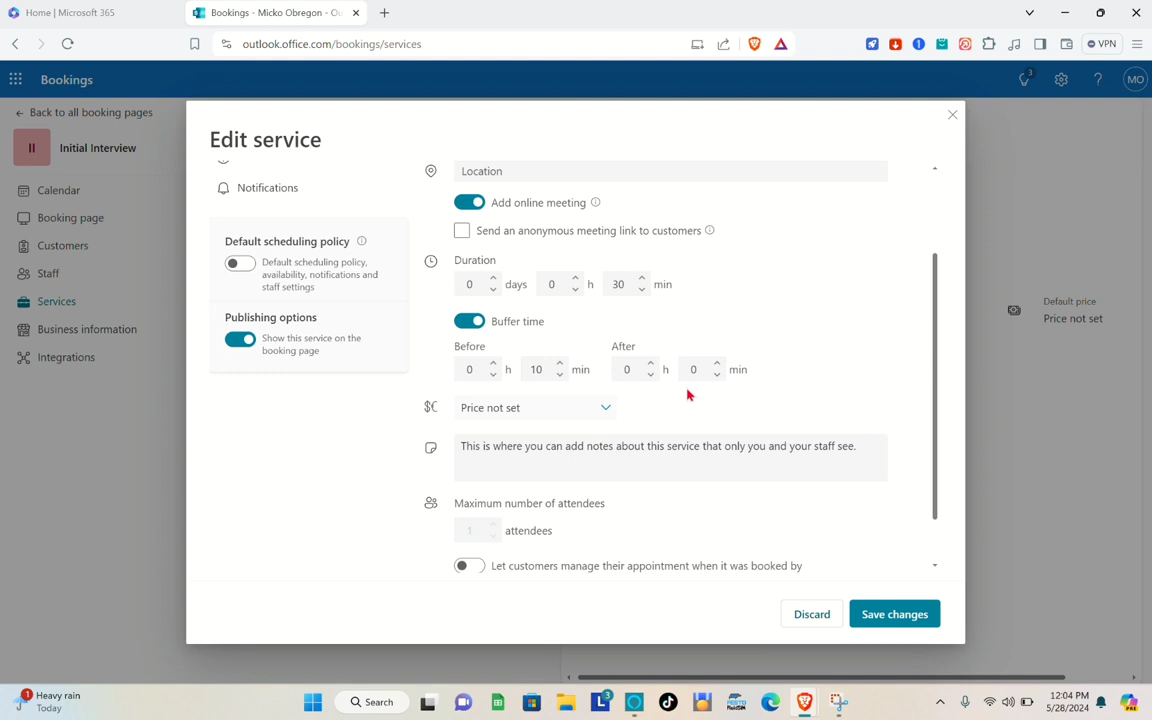 Home | Microsoft 365
Bookings - Micko Obregon - Ou
outlook.office.com/bookings/services
VPN
Bookings
3
MO
Back to all booking pages
II
Initial Interview
Calendar
Booking page
Customers
Staff
Services
Business information
Integrations
Edit service
Notifications
Default scheduling policy
Default scheduling policy,
availability, notifications and
staff settings
Publishing options
Show this service on the
booking page
Location
Add online meeting
Send an anonymous meeting link to customers
Duration
0 days 0 h 30 min
Buffer time
Before After
0 h 10 min 0 h 0 min
$€ Price not set
This is where you can add notes about this service that only you and your staff see.
Maximum number of attendees
1 attendees
Let customers manage their appointment when it was booked by
Discard Save changes
Default price
Price not set
1
Heavy rain
Today
Search
3
12:04 PM
5/28/2024